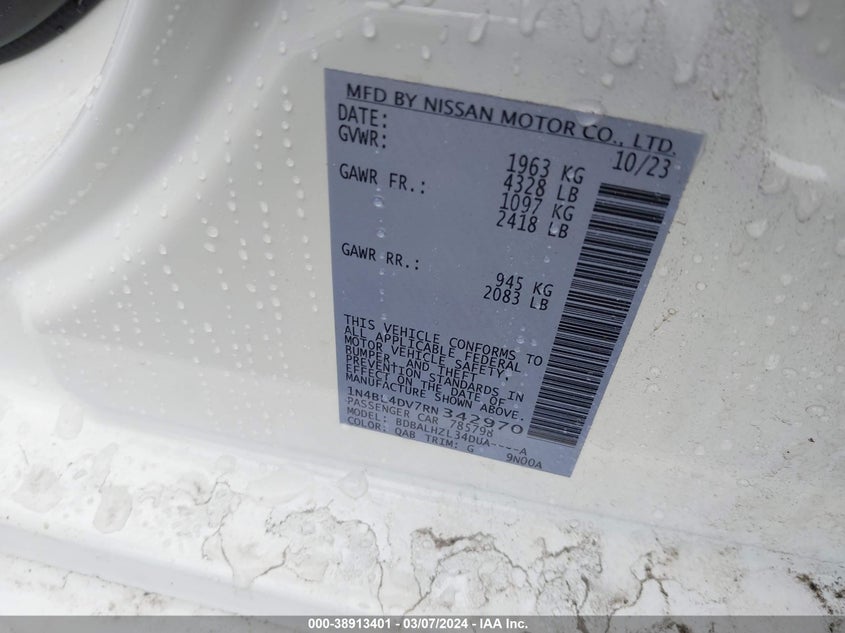 MFD BY NISSAN MOTOR CO., LTD.
DATE: 10/23
GVWR: 1963 KG
4328 LB
GAWR FR.: 1097 KG
2418 LB
GAWR RR.: 945 KG
2083 LB
THIS VEHICLE CONFORMS TO
ALL APPLICABLE FEDERAL
MOTOR VEHICLE SAFETY,
BUMPER, AND THEFT
PREVENTION STANDARDS IN
EFFECT ON THE DATE OF
MANUFACTURE SHOWN ABOVE.
1N4BL4DV7RN342970
PASSENGER CAR 785798
MODEL: BDBALHZL34DUA----A
COLOR: QAB TRIM: G 9N00A
000-38913401 - 03/07/2024 - IAA Inc.